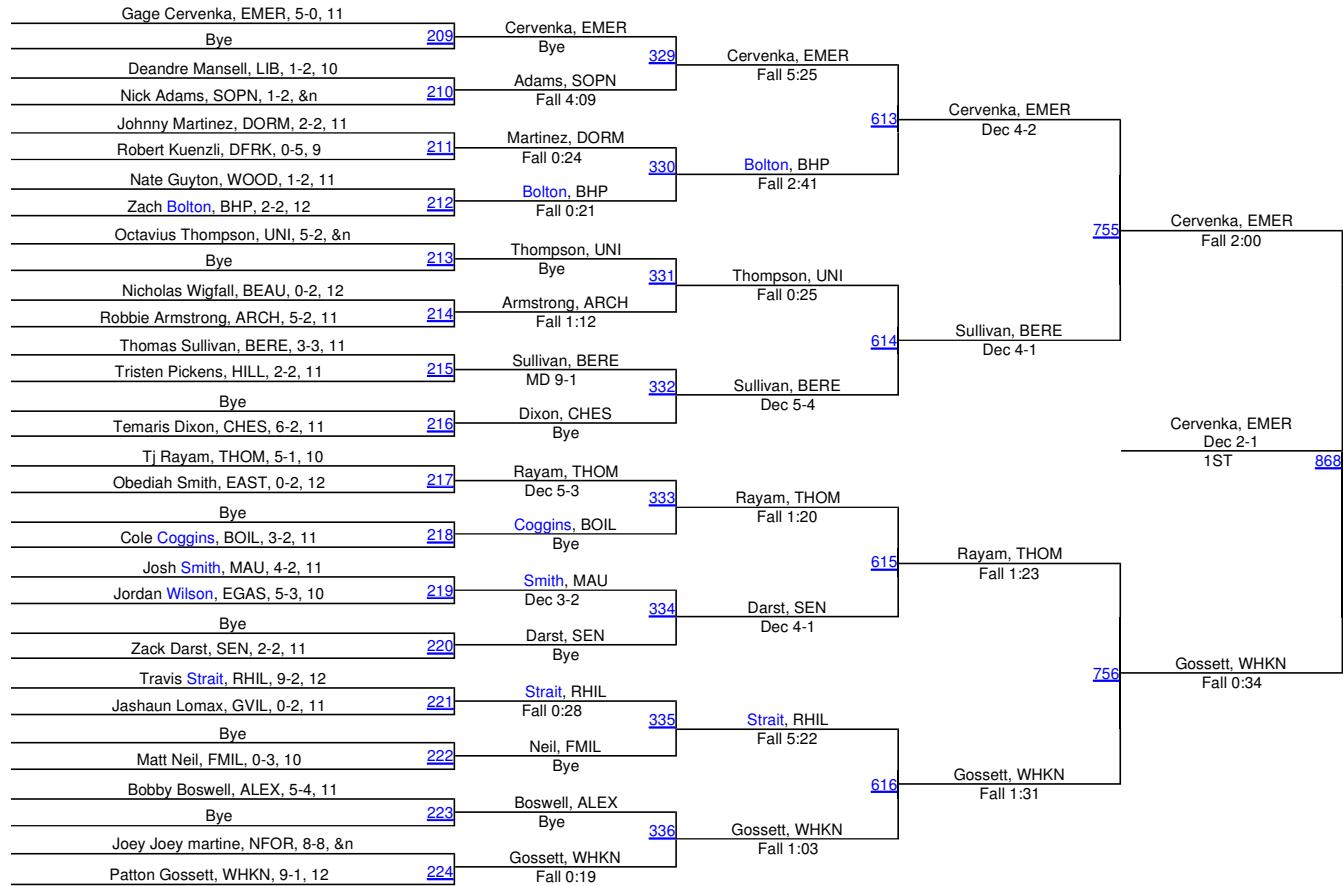 Gage Cervenka, EMER, 5-0, 11
Bye
209
Deandre Mansell, LIB, 1-2, 10
Nick Adams, SOPN, 1-2, &n
210
Johnny Martinez, DORM, 2-2, 11
Robert Kuenzli, DFRK, 0-5, 9
211
Nate Guyton, WOOD, 1-2, 11
Zach Bolton, BHP, 2-2, 12
212
Octavius Thompson, UNI, 5-2, &n
Bye
213
Nicholas Wigfall, BEAU, 0-2, 12
Robbie Armstrong, ARCH, 5-2, 11
214
Thomas Sullivan, BERE, 3-3, 11
Tristen Pickens, HILL, 2-2, 11
215
Bye
Temaris Dixon, CHES, 6-2, 11
216
Tj Rayam, THOM, 5-1, 10
Obediah Smith, EAST, 0-2, 12
217
Bye
Cole Coggins, BOIL, 3-2, 11
218
Josh Smith, MAU, 4-2, 11
Jordan Wilson, EGAS, 5-3, 10
219
Bye
Zack Darst, SEN, 2-2, 11
220
Travis Strait, RHIL, 9-2, 12
Jashaun Lomax, GVIL, 0-2, 11
221
Bye
Matt Neil, FMIL, 0-3, 10
222
Bobby Boswell, ALEX, 5-4, 11
Bye
223
Joey Joey martine, NFOR, 8-8, &n
Patton Gossett, WHKN, 9-1, 12
224
Cervenka, EMER
Bye
329
Adams, SOPN
Fall 4:09
Martinez, DORM
Fall 0:24
330
Bolton, BHP
Fall 0:21
Thompson, UNI
Bye
331
Armstrong, ARCH
Fall 1:12
Sullivan, BERE
MD 9-1
332
Dixon, CHES
Bye
Rayam, THOM
Dec 5-3
333
Coggins, BOIL
Bye
Smith, MAU
Dec 3-2
334
Darst, SEN
Bye
Strait, RHIL
Fall 0:28
335
Neil, FMIL
Bye
Boswell, ALEX
Bye
336
Gossett, WHKN
Fall 0:19
Cervenka, EMER
Fall 5:25
613
Bolton, BHP
Fall 2:41
Thompson, UNI
Fall 0:25
614
Sullivan, BERE
Dec 5-4
Rayam, THOM
Fall 1:20
615
Darst, SEN
Dec 4-1
Strait, RHIL
Fall 5:22
616
Gossett, WHKN
Fall 1:03
Cervenka, EMER
Dec 4-2
755
Sullivan, BERE
Dec 4-1
Rayam, THOM
Fall 1:23
756
Gossett, WHKN
Fall 1:31
Cervenka, EMER
Fall 2:00
Cervenka, EMER
Dec 2-1
1ST
868
Gossett, WHKN
Fall 0:34